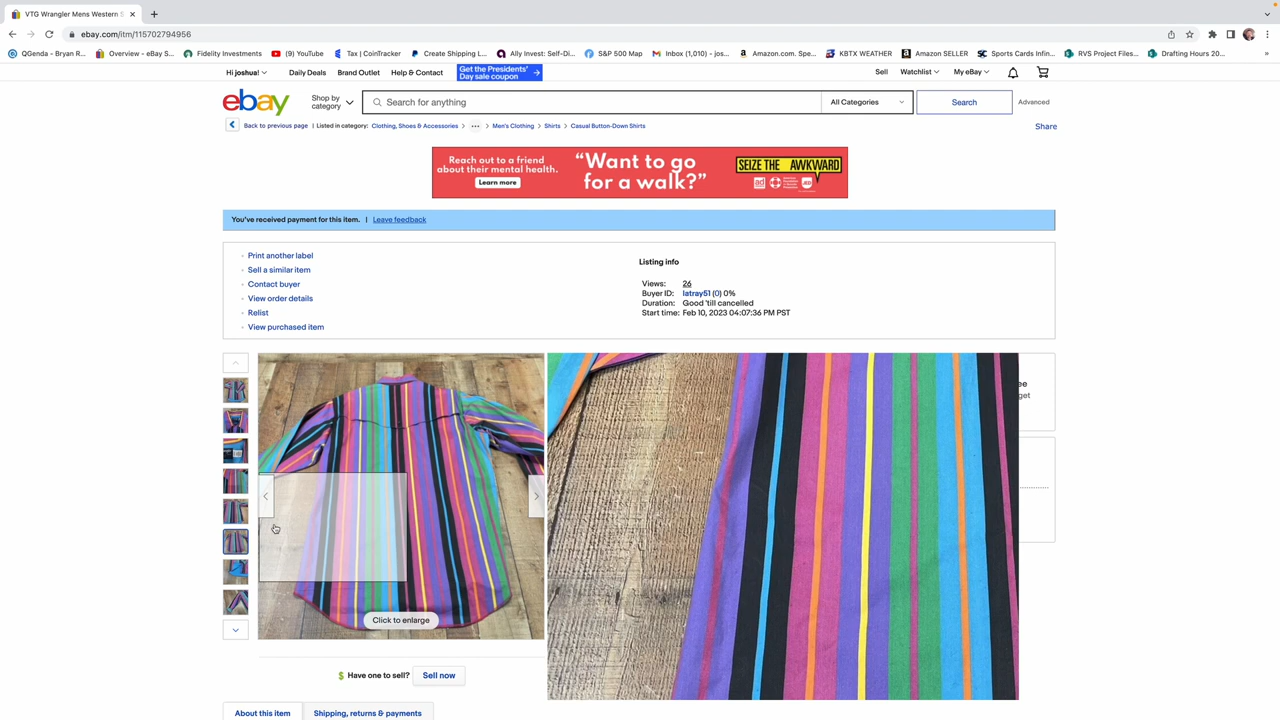 VTG Wrangler Mens Western S
ebay.com/itm/115702794956
QGenda - Bryan R...
Overview – eBay S...
Fidelity Investments
(9) YouTube
Tax | CoinTracker
Create Shipping L...
Ally Invest: Self-Di...
S&P 500 Map
Inbox (1,010) - jos...
Amazon.com. Spe...
KBTX WEATHER
Amazon SELLER
Sports Cards Infin...
RVS Project Files...
Drafting Hours 20...
Hi joshua!
Daily Deals
Brand Outlet
Help & Contact
Get the Presidents'
Day sale coupon
Sell
Watchlist
My eBay
ebay
Shop by
category
Search for anything
All Categories
Search
Advanced
Back to previous page
| Listed in category:
Clothing, Shoes & Accessories
...
Men's Clothing
Shirts
Casual Button-Down Shirts
Share
Reach out to a friend
about their mental health.
Learn more
“Want to go
for a walk?”
SEIZE THE AWKWARD
ad
You've received payment for this item. | Leave feedback
Print another label
Sell a similar item
Contact buyer
View order details
Relist
View purchased item
Listing info
Views: 26
Buyer ID: latray51 (0) 0%
Duration: Good 'till cancelled
Start time: Feb 10, 2023 04:07:36 PM PST
ee
get
Click to enlarge
Have one to sell? Sell now
About this item
Shipping, returns & payments